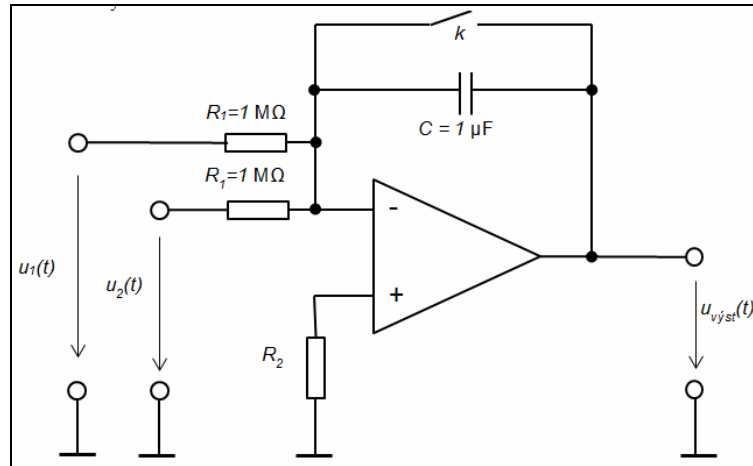 k
R₁=1 MΩ
C = 1 µF
R₁=1 MΩ
-
u₁(t)
u₂(t)
+
u_výst(t)
R₂